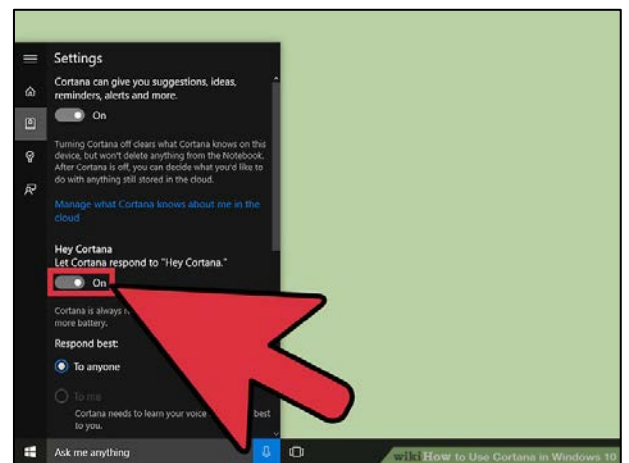 Settings
Cortana can give you suggestions, ideas,
reminders, alerts and more.
On
Turning Cortana off clears what Cortana knows on this
device, but won't delete anything from the Notebook.
After Cortana is off, you can decide what you'd like to
do with anything still stored in the cloud.
Manage what Cortana knows about me in the
cloud
Hey Cortana
Let Cortana respond to "Hey Cortana."
On
Cortana is always
more battery.
Respond best:
To anyone
To me
Cortana needs to learn your voice best
to you.
Ask me anything
wikiHow to Use Cortana in Windows 10